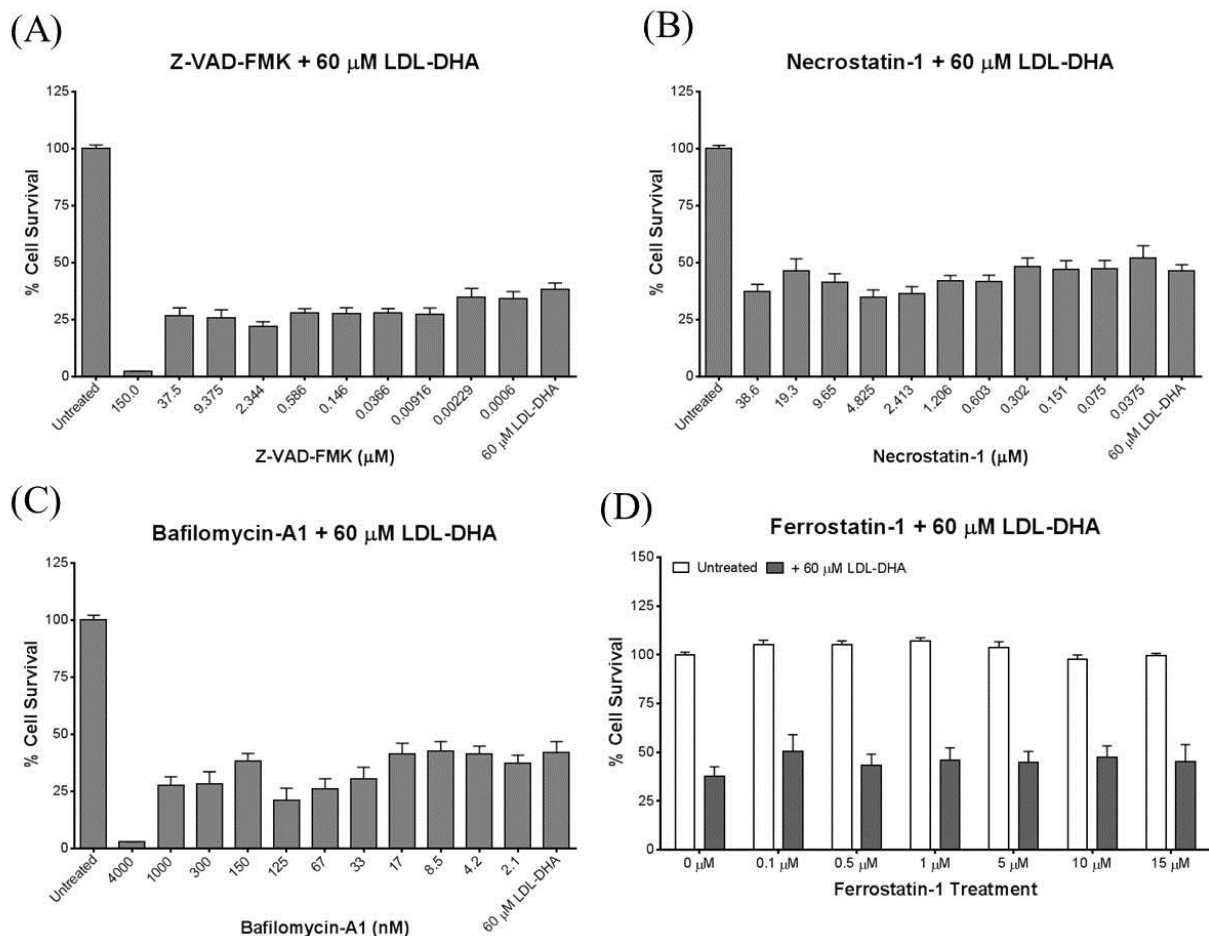 (A)
Z-VAD-FMK + 60 μM LDL-DHA
% Cell Survival
125
100
75
50
25
0
Untreated
150.0
37.5
9.375
2.344
0.586
0.146
0.0366
0.00916
0.00229
0.0006
60 μM LDL-DHA
Z-VAD-FMK (μM)
(B)
Necrostatin-1 + 60 μM LDL-DHA
% Cell Survival
125
100
75
50
25
0
Untreated
38.6
19.3
9.65
4.825
2.413
1.206
0.603
0.302
0.151
0.075
0.0375
60 μM LDL-DHA
Necrostatin-1 (μM)
(C)
Bafilomycin-A1 + 60 μM LDL-DHA
% Cell Survival
125
100
75
50
25
0
Untreated
4000
1000
300
150
125
67
33
17
8.5
4.2
2.1
60 μM LDL-DHA
Bafilomycin-A1 (nM)
(D)
Ferrostatin-1 + 60 μM LDL-DHA
Untreated
+ 60 μM LDL-DHA
% Cell Survival
150
125
100
75
50
25
0
0 μM
0.1 μM
0.5 μM
1 μM
5 μM
10 μM
15 μM
Ferrostatin-1 Treatment